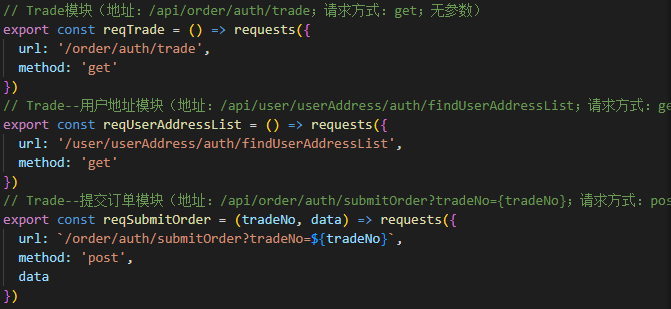 // Trade模块（地址：/api/order/auth/trade；请求方式：get；无参数）
export const reqTrade = () => requests({
  url: '/order/auth/trade',
  method: 'get'
})
// Trade--用户地址模块（地址：/api/user/userAddress/auth/findUserAddressList；请求方式：ge
export const reqUserAddressList = () => requests({
  url: '/user/userAddress/auth/findUserAddressList',
  method: 'get'
})
// Trade--提交订单模块（地址：/api/order/auth/submitOrder?tradeNo={tradeNo}；请求方式：pos
export const reqSubmitOrder = (tradeNo, data) => requests({
  url: `/order/auth/submitOrder?tradeNo=${tradeNo}`,
  method: 'post',
  data
})